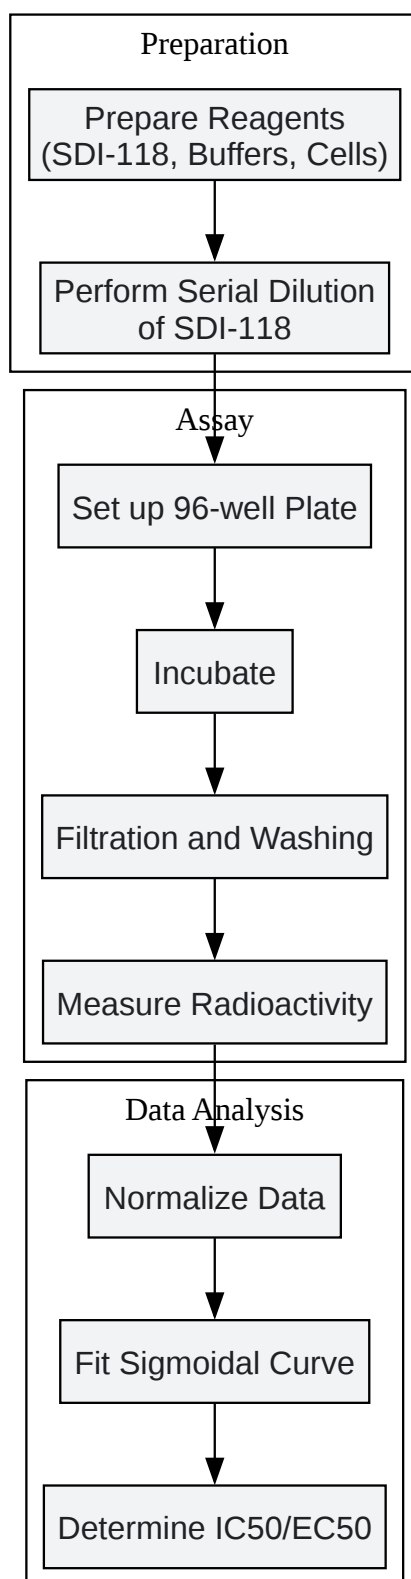 Preparation
Prepare Reagents
(SDI-118, Buffers, Cells)
Perform Serial Dilution
of SDI-118
Assay
Set up 96-well Plate
Incubate
Filtration and Washing
Measure Radioactivity
Data Analysis
Normalize Data
Fit Sigmoidal Curve
Determine IC50/EC50